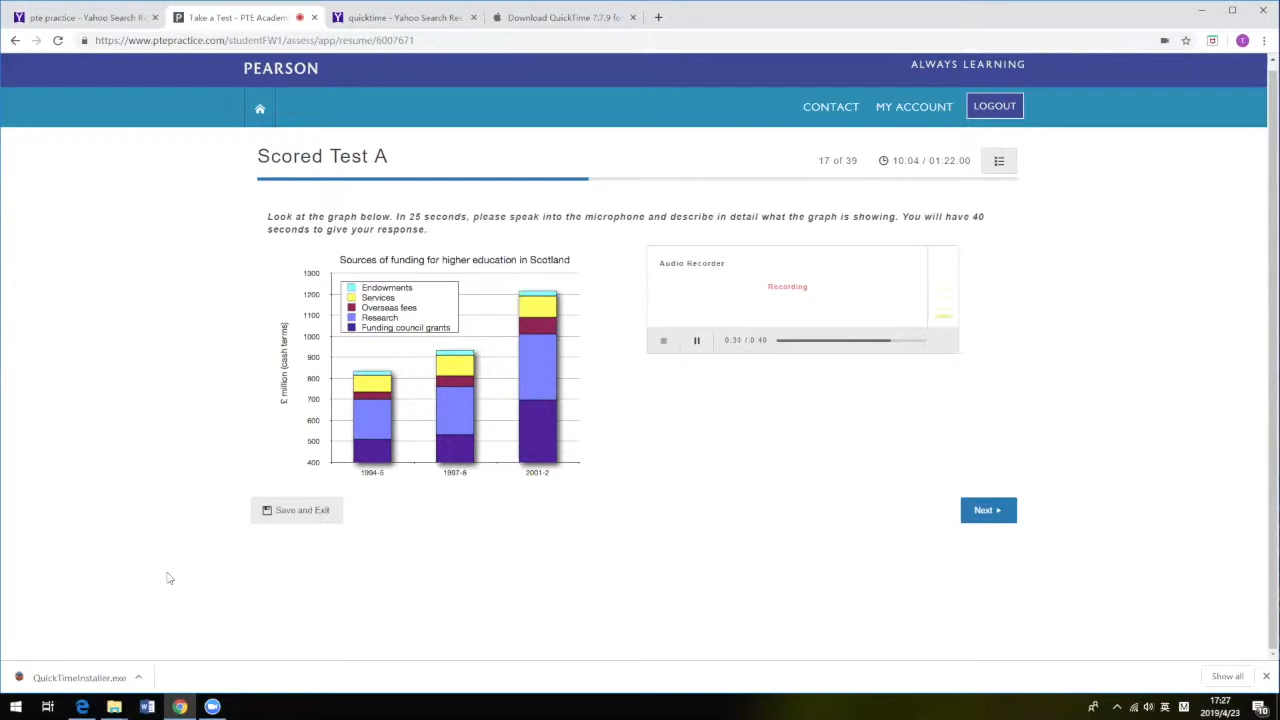 pte practice - Yahoo Search Re
Take a Test - PTE Academ
quicktime - Yahoo Search Res
Download QuickTime 7.7.9 fo
https://www.ptepractice.com/studentFW1/assess/app/resume/6007671
T
PEARSON
ALWAYS LEARNING
CONTACT
MY ACCOUNT
LOGOUT
Scored Test A
17 of 39
10.04 / 01.22.00
Look at the graph below. In 25 seconds, please speak into the microphone and describe in detail what the graph is showing. You will have 40
seconds to give your response.
Sources of funding for higher education in Scotland
£ million (cash terms)
1300
1200
1100
1000
900
800
700
600
500
400
Endowments
Services
Overseas fees
Research
Funding council grants
1994-5
1997-8
2001-2
Audio Recorder
Recording
0:30 / 0:40
Save and Exit
Next
QuickTimeInstaller.exe
Show all
英
M
17:27
2019/4/23
10